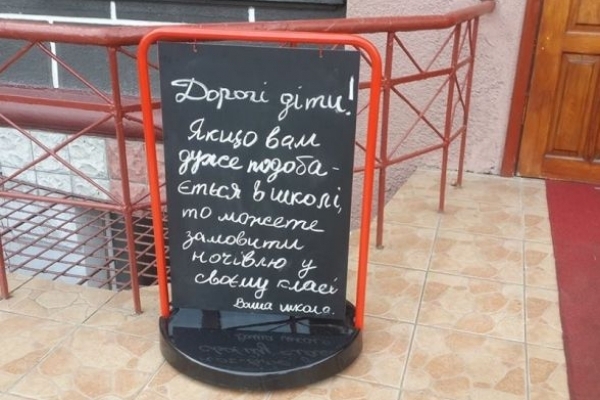 Дорогі діти!
Якщо вам
дуже подоба-
ється в школі,
то можете
замовити
ночівлю у
своєму класі
Ваша школа.